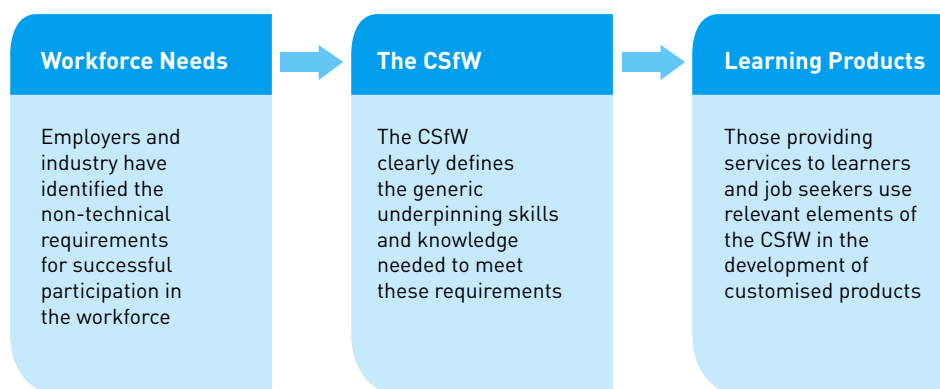 Workforce Needs
Employers and
industry have
identified the
non-technical
requirements
for successful
participation in
the workforce
The CSfW
The CSfW
clearly defines
the generic
underpinning skills
and knowledge
needed to meet
these requirements
Learning Products
Those providing
services to learners
and job seekers use
relevant elements of
the CSfW in the
development of
customised products